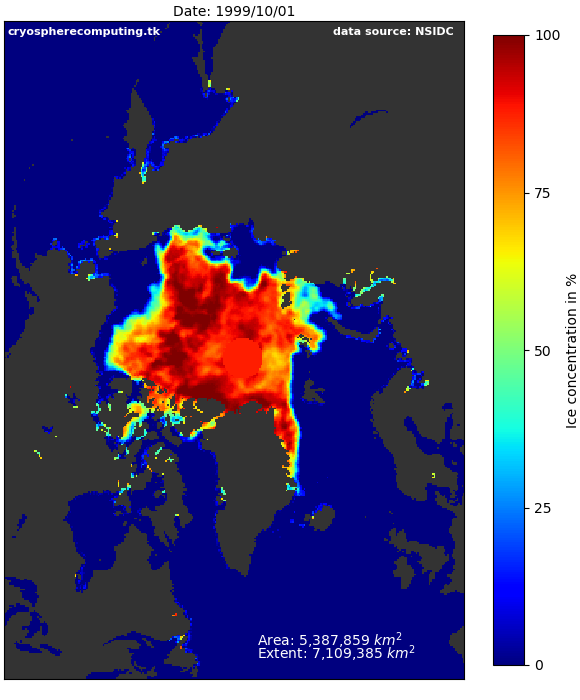 Date: 1999/10/01
cryospherecomputing.tk data source: NSIDC
100
75
50
25
0
Ice concentration in %
Area: 5,387,859 km²
Extent: 7,109,385 km²